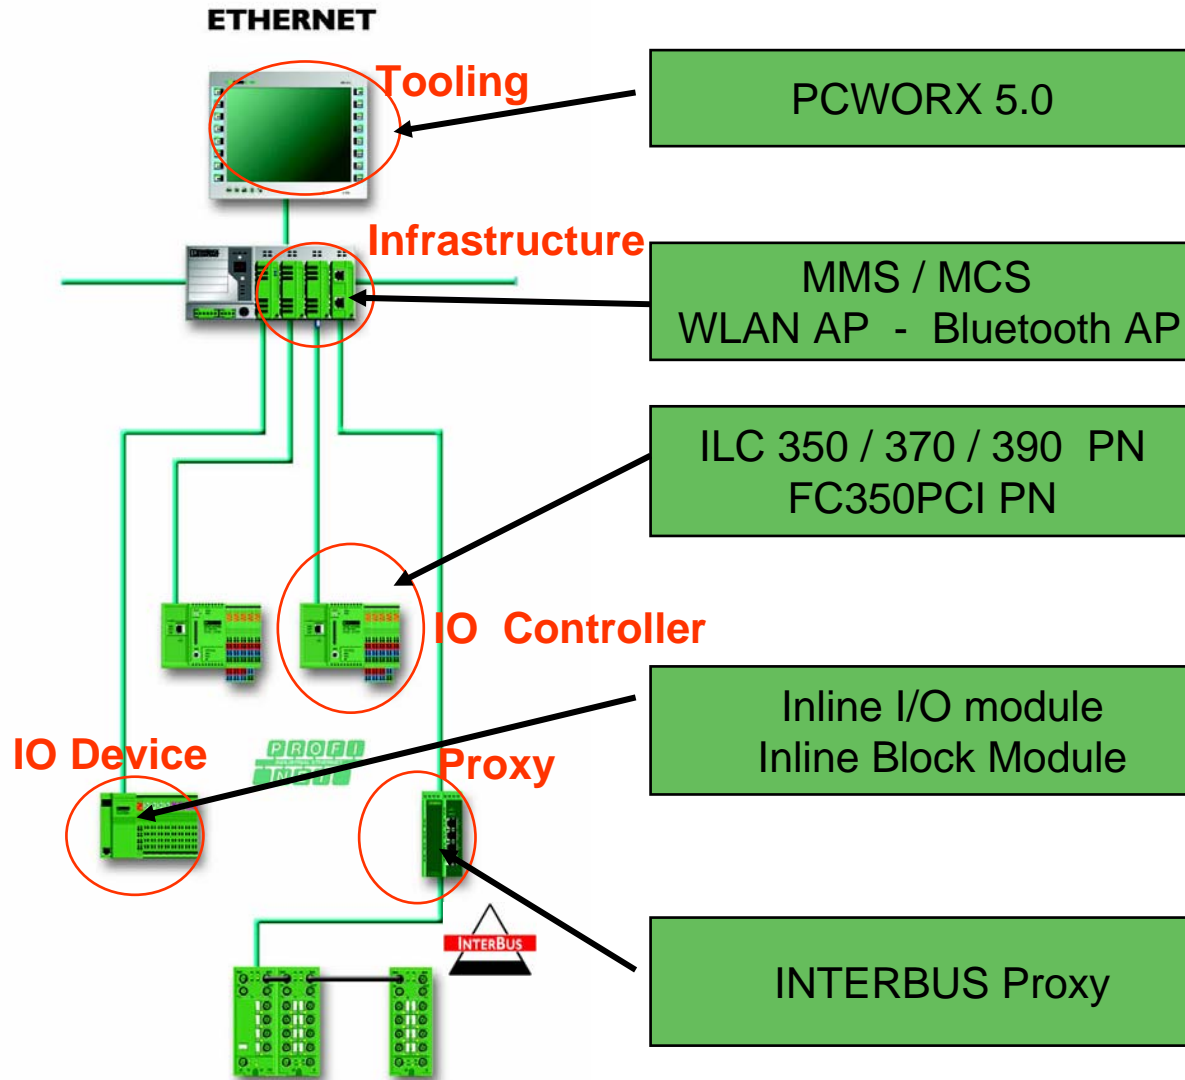 ETHERNET
Tooling
PCWORX 5.0
Infrastructure
MMS / MCS
WLAN AP - Bluetooth AP
ILC 350 / 370 / 390 PN
FC350PCI PN
IO Controller
Inline I/O module
Inline Block Module
IO Device
PROFI
NET
Proxy
INTERBUS
INTERBUS Proxy